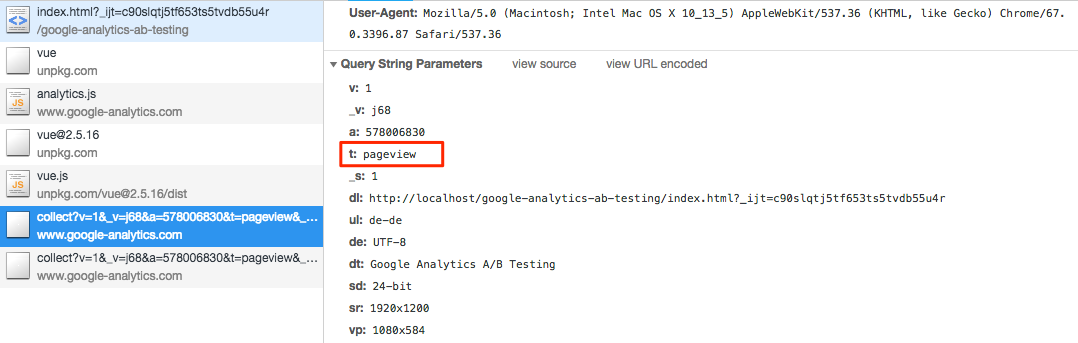 index.html?_ijt=c90slqtj5tf653ts5tvdb55u4r
/google-analytics-ab-testing
vue
unpkg.com
analytics.js
www.google-analytics.com
vue@2.5.16
unpkg.com
vue.js
unpkg.com/vue@2.5.16/dist
collect?v=1&_v=j68&a=578006830&t=pageview&_…
www.google-analytics.com
collect?v=1&_v=j68&a=578006830&t=pageview&_…
www.google-analytics.com
User-Agent: Mozilla/5.0 (Macintosh; Intel Mac OS X 10_13_5) AppleWebKit/537.36 (KHTML, like Gecko) Chrome/67.
0.3396.87 Safari/537.36
Query String Parameters view source view URL encoded
v: 1
_v: j68
a: 578006830
t: pageview
_s: 1
dl: http://localhost/google-analytics-ab-testing/index.html?_ijt=c90slqtj5tf653ts5tvdb55u4r
ul: de-de
de: UTF-8
dt: Google Analytics A/B Testing
sd: 24-bit
sr: 1920x1200
vp: 1080x584